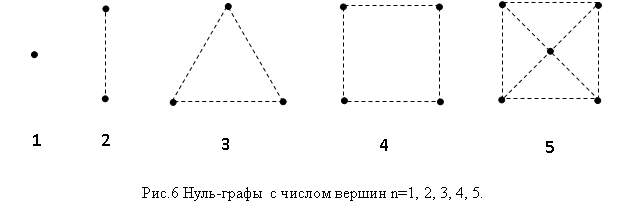 1 2 3 4 5
Рис.6 Нуль-графы с числом вершин n=1, 2, 3, 4, 5.